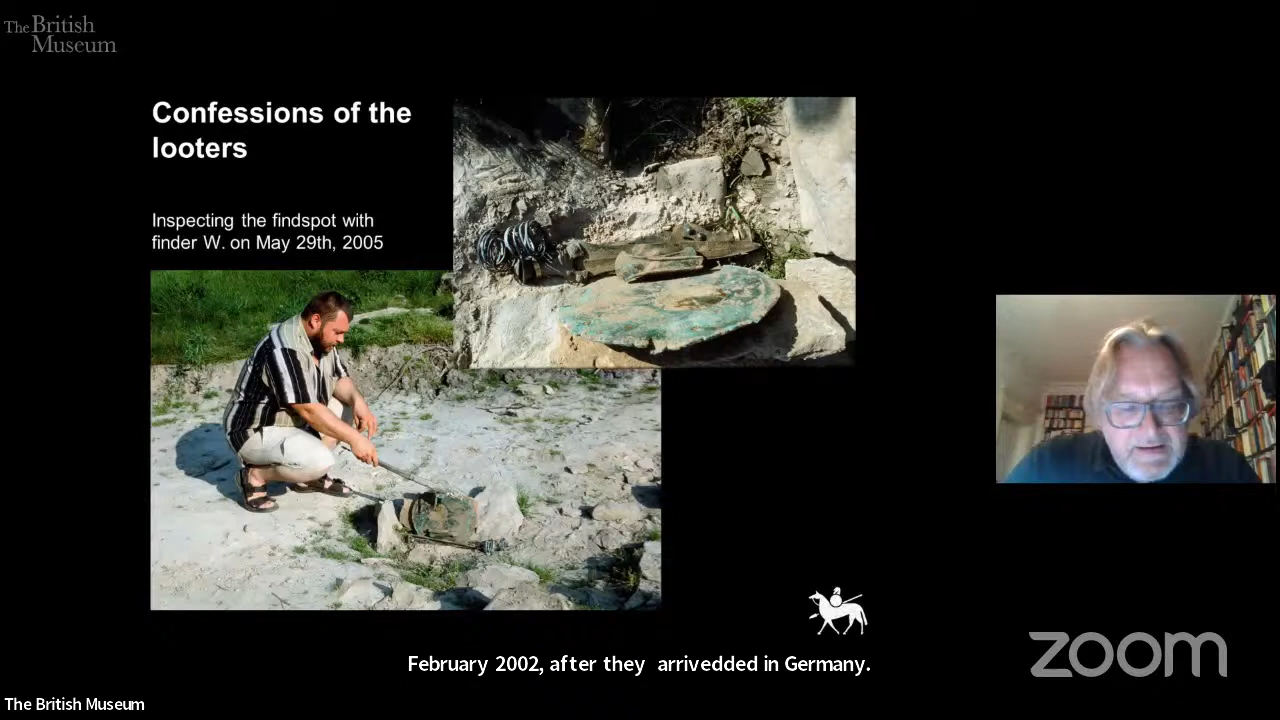 The British
Museum
Confessions of the
looters
Inspecting the findspot with
finder W. on May 29th, 2005
February 2002, after they  arrivedded in Germany.
zoom
The British Museum